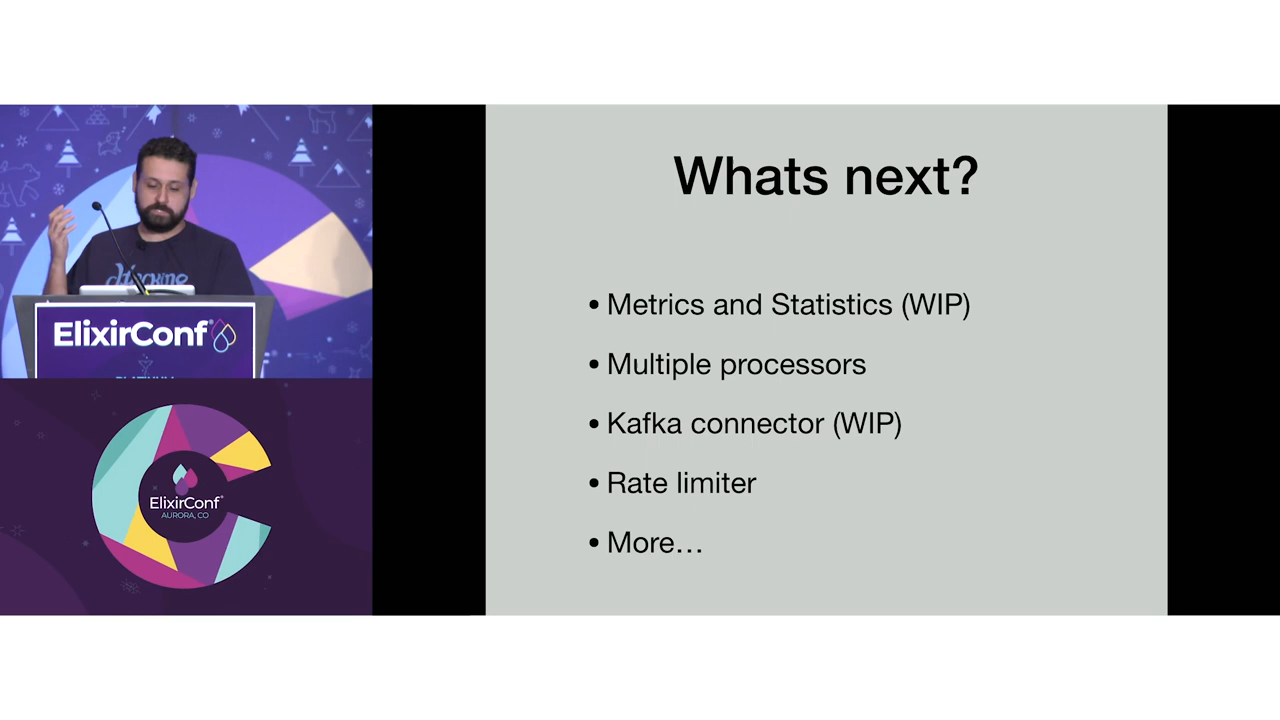 ElixirConf
ElixirConf
AURORA, CO
Whats next?
• Metrics and Statistics (WIP)
• Multiple processors
• Kafka connector (WIP)
• Rate limiter
• More…